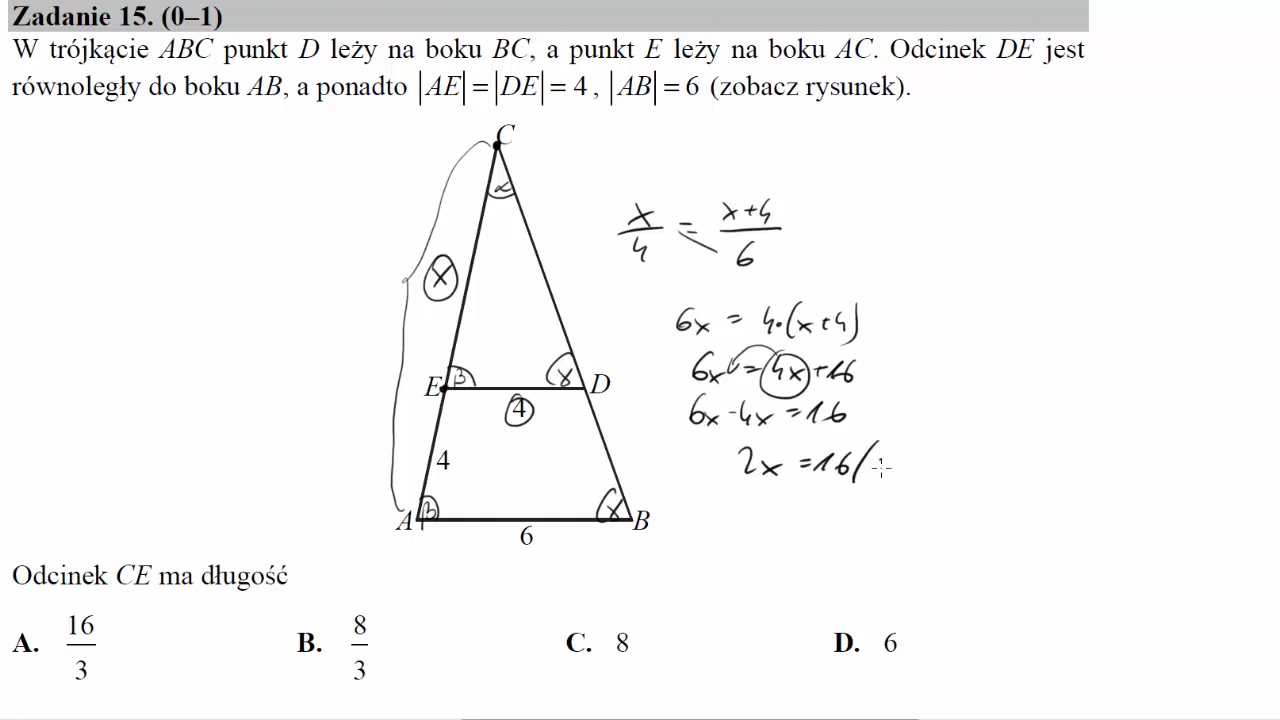 Zadanie 15. (0–1)
W trójkącie ABC punkt D leży na boku BC, a punkt E leży na boku AC. Odcinek DE jest
równoległy do boku AB, a ponadto |AE| = |DE| = 4, |AB| = 6 (zobacz rysunek).
C
α
x
E β γ D
4
4
A β γ B
6
x/4 = x+4/6
6x = 4·(x+4)
6x = 4x+16
6x-4x=16
2x =16/
Odcinek CE ma długość
A. 16/3 B. 8/3 C. 8 D. 6